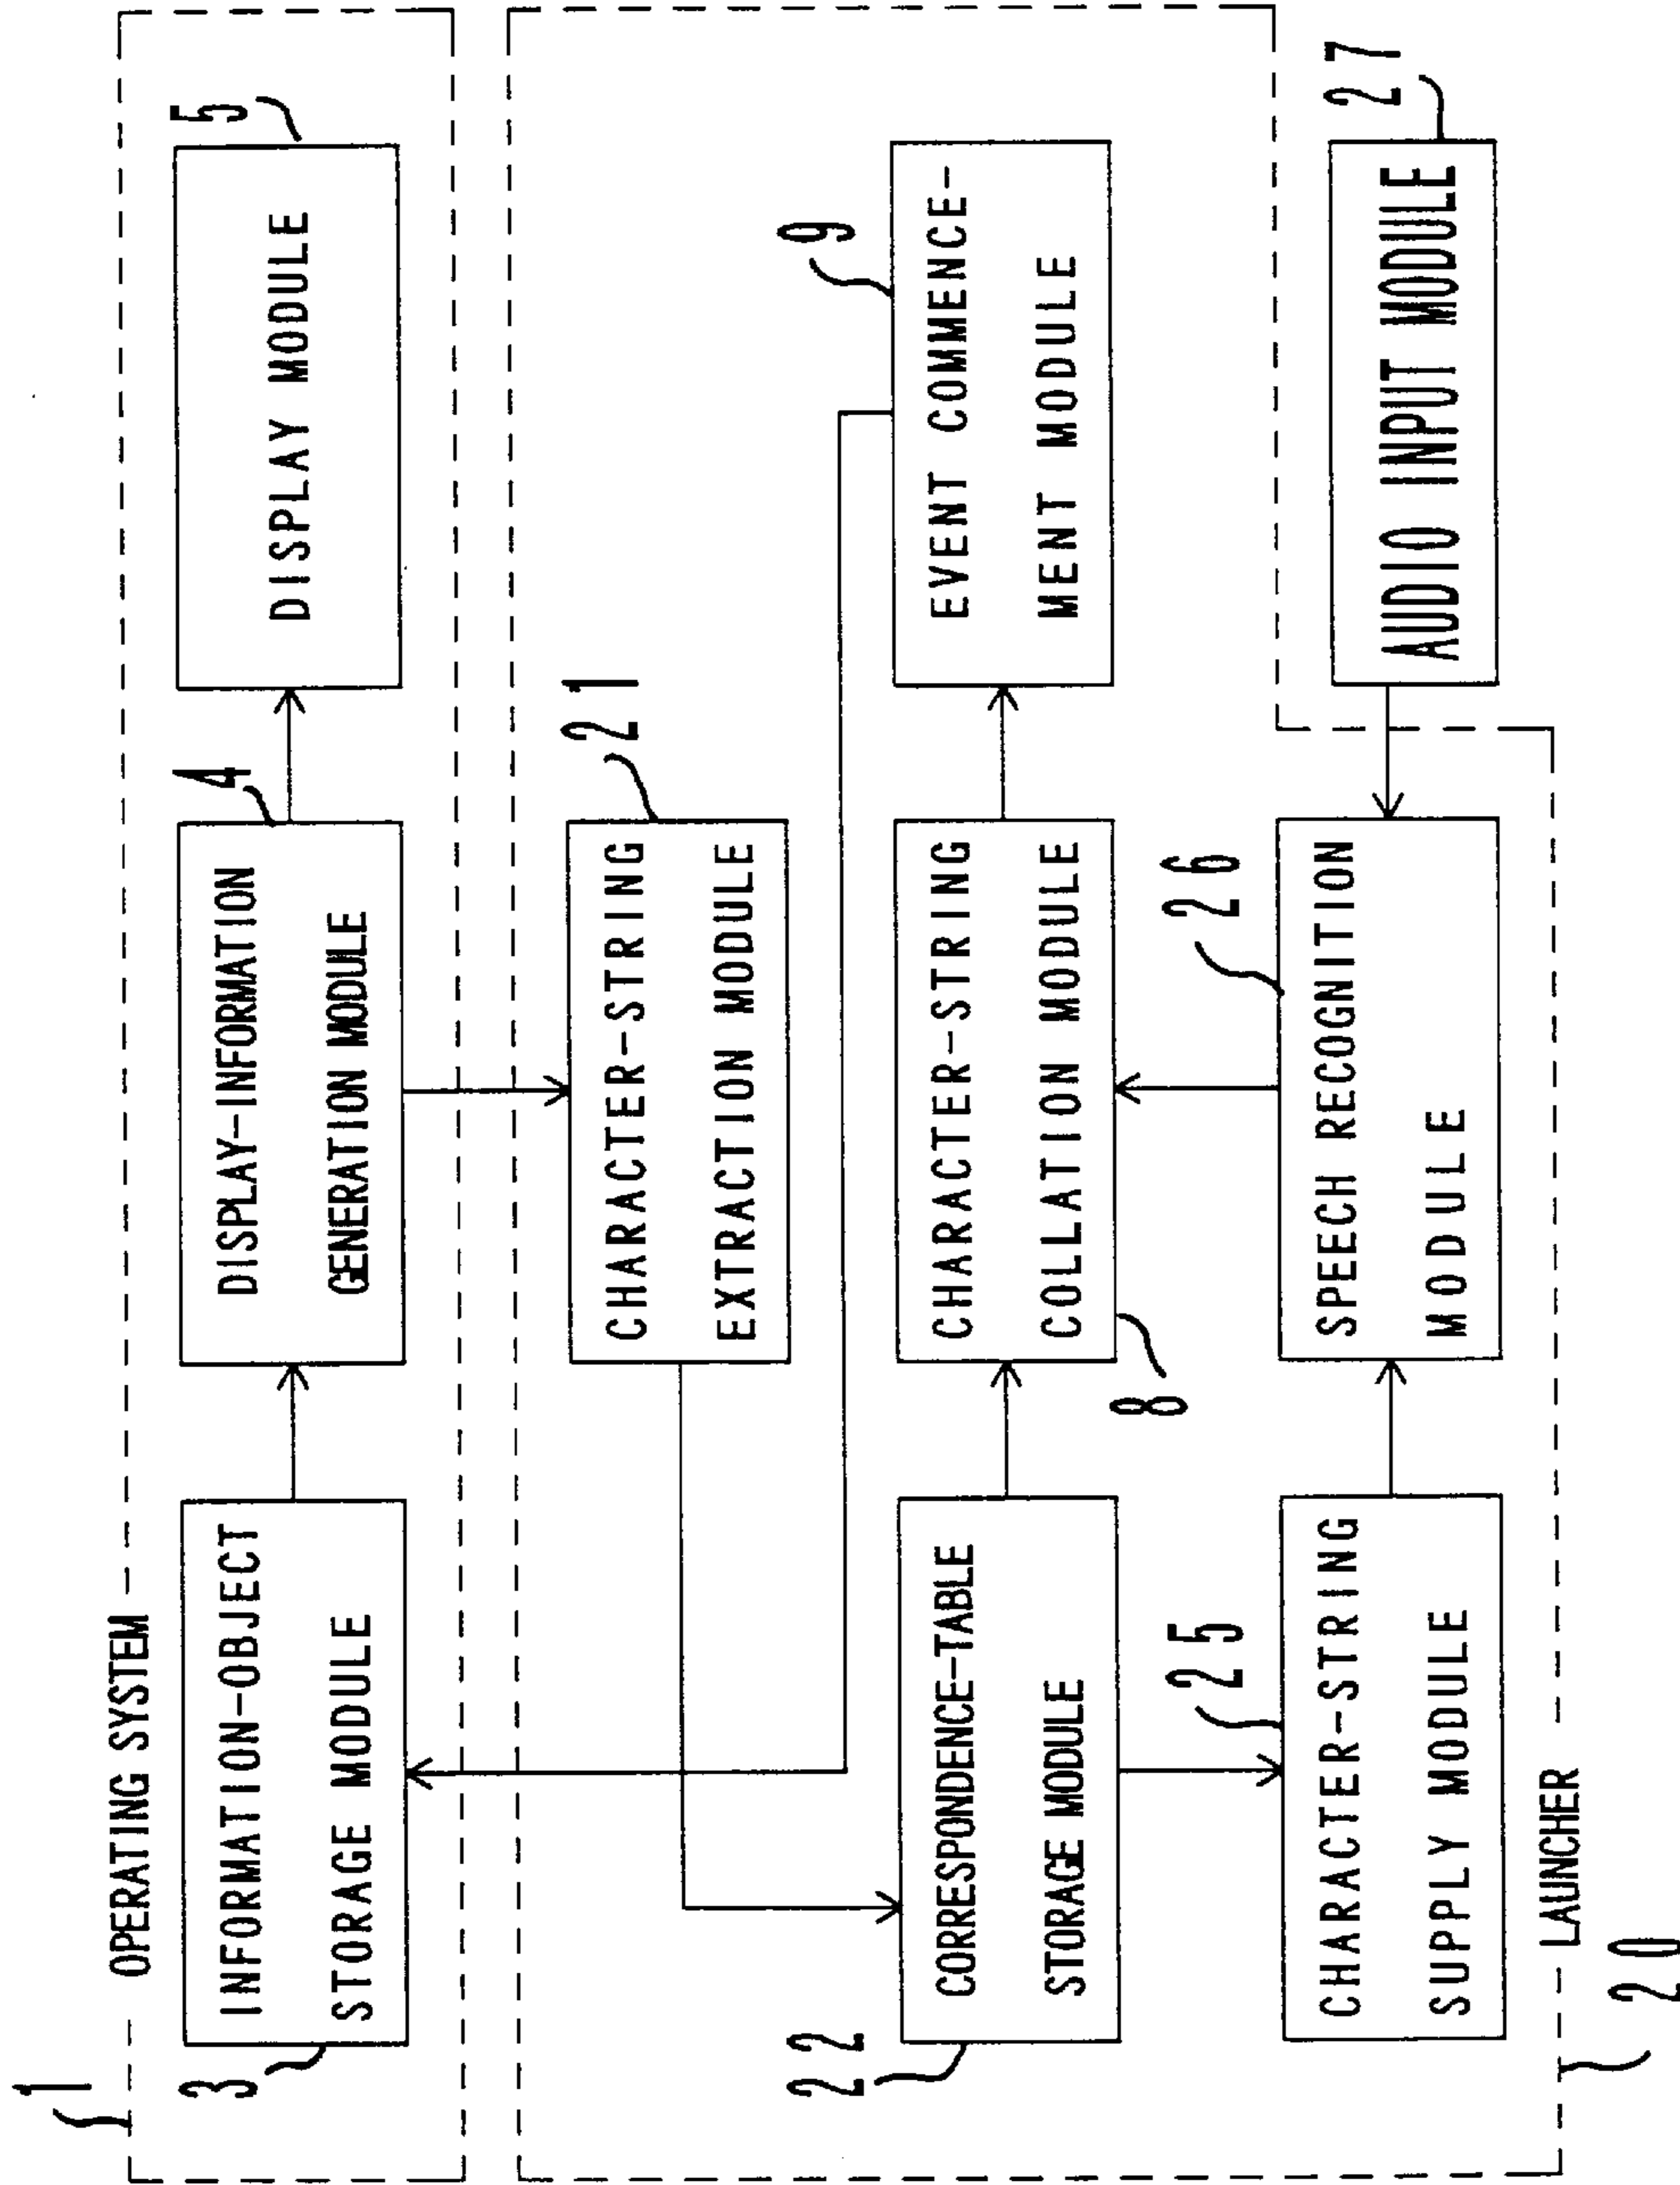 1
OPERATING SYSTEM
3
INFORMATION-OBJECT
STORAGE MODULE
4
DISPLAY-INFORMATION
GENERATION MODULE
5
DISPLAY MODULE
21
CHARACTER-STRING
EXTRACTION MODULE
22
CORRESPONDENCE-TABLE
STORAGE MODULE
8
CHARACTER-STRING
COLLATION MODULE
9
EVENT COMMENCE-
MENT MODULE
25
CHARACTER-STRING
SUPPLY MODULE
26
SPEECH RECOGNITION
MODULE
27
AUDIO INPUT MODULE
LAUNCHER
20